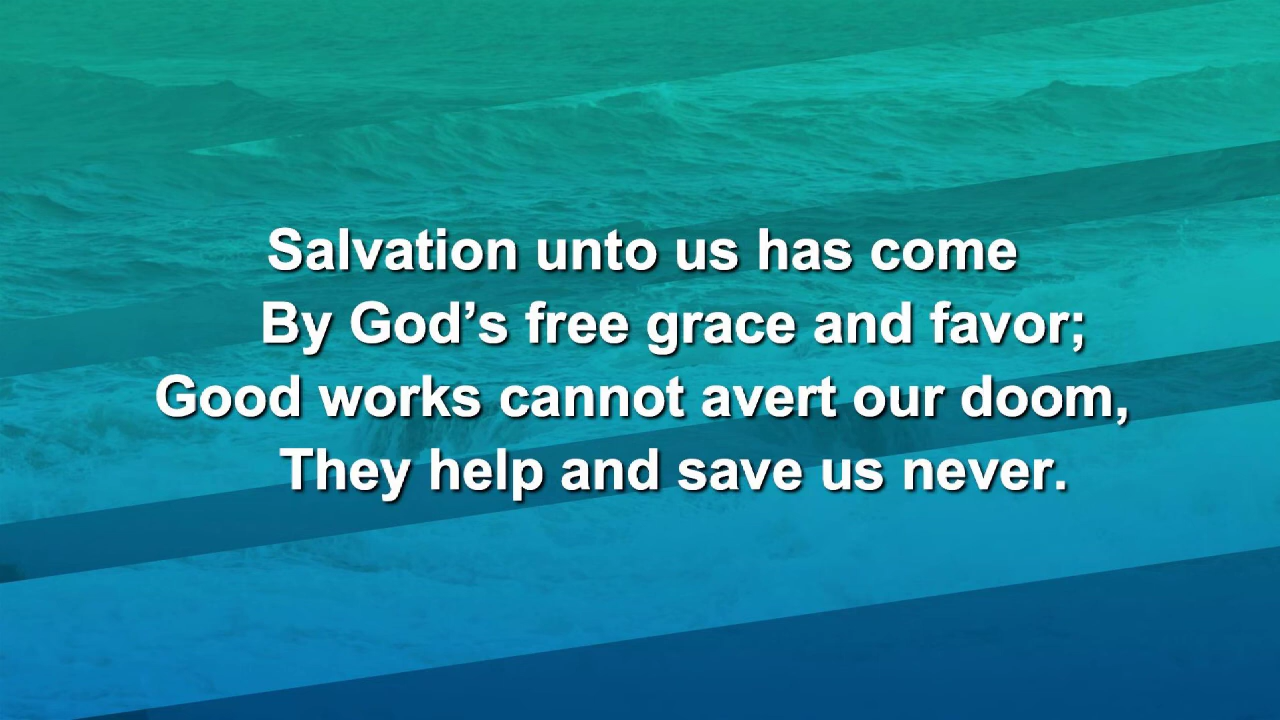 Salvation unto us has come
By God’s free grace and favor;
Good works cannot avert our doom,
They help and save us never.